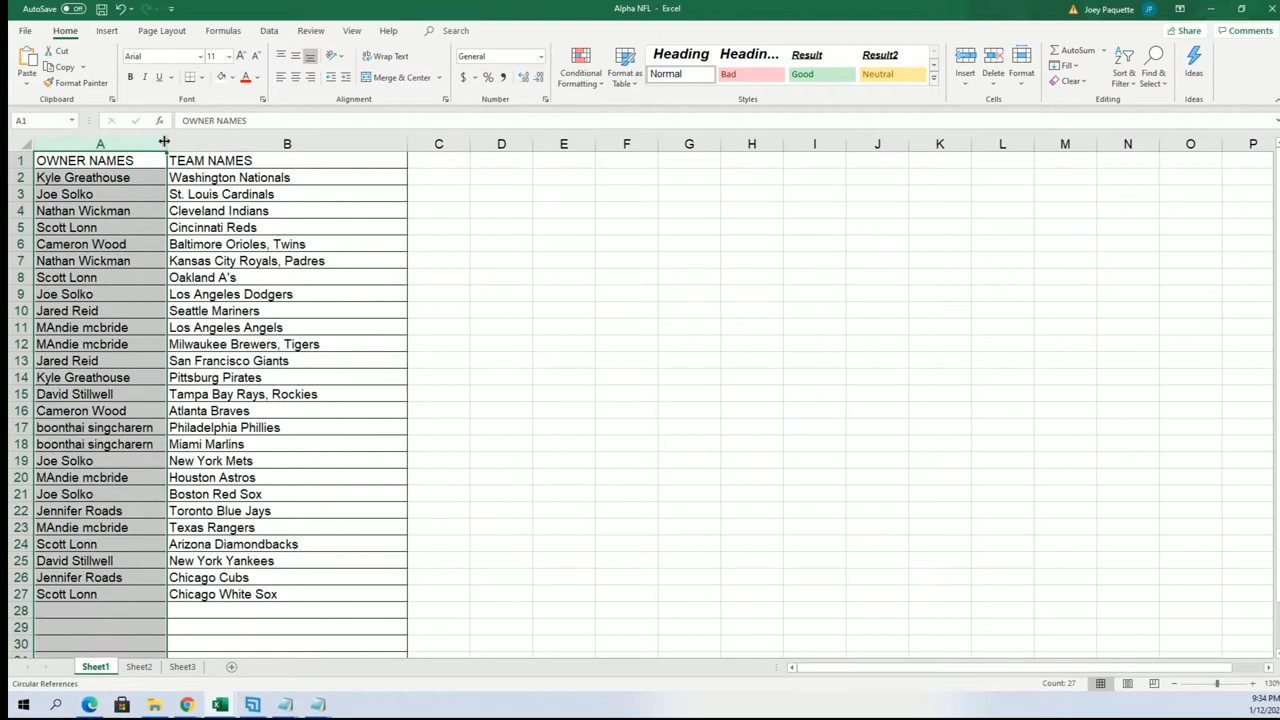 AutoSave Off Alpha NFL - Excel Joey Paquette JP
File Home Insert Page Layout Formulas Data Review View Help Search Share Comments
Paste Cut Copy Format Painter Clipboard
Arial 11 Font
Wrap Text Merge & Center Alignment
General Number
Conditional Formatting Format as Table Heading Headin... Result Result2 Normal Bad Good Neutral Styles
Insert Delete Format Cells
AutoSum Fill Clear Sort & Filter Find & Select Editing
Ideas Ideas
A1 fx OWNER NAMES
A B C D E F G H I J K L M N O P
1 OWNER NAMES TEAM NAMES
2 Kyle Greathouse Washington Nationals
3 Joe Solko St. Louis Cardinals
4 Nathan Wickman Cleveland Indians
5 Scott Lonn Cincinnati Reds
6 Cameron Wood Baltimore Orioles, Twins
7 Nathan Wickman Kansas City Royals, Padres
8 Scott Lonn Oakland A's
9 Joe Solko Los Angeles Dodgers
10 Jared Reid Seattle Mariners
11 MAndie mcbride Los Angeles Angels
12 MAndie mcbride Milwaukee Brewers, Tigers
13 Jared Reid San Francisco Giants
14 Kyle Greathouse Pittsburg Pirates
15 David Stillwell Tampa Bay Rays, Rockies
16 Cameron Wood Atlanta Braves
17 boonthai singcharern Philadelphia Phillies
18 boonthai singcharern Miami Marlins
19 Joe Solko New York Mets
20 MAndie mcbride Houston Astros
21 Joe Solko Boston Red Sox
22 Jennifer Roads Toronto Blue Jays
23 MAndie mcbride Texas Rangers
24 Scott Lonn Arizona Diamondbacks
25 David Stillwell New York Yankees
26 Jennifer Roads Chicago Cubs
27 Scott Lonn Chicago White Sox
28
29
30
Sheet1 Sheet2 Sheet3
Circular References Count: 27 130%
9:34 PM
1/12/202